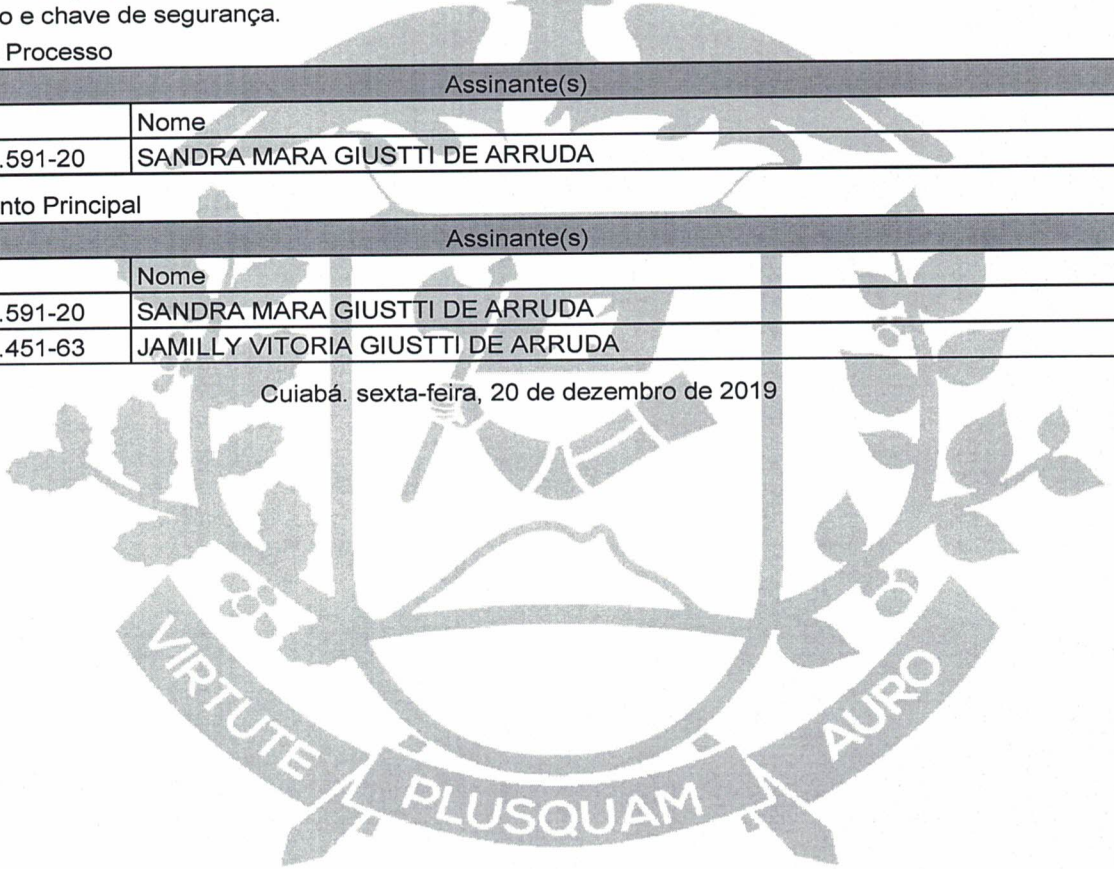 o e chave de segurança.
Processo
Assinante(s)
Nome
.591-20 SANDRA MARA GIUSTTI DE ARRUDA
nto Principal
Assinante(s)
Nome
.591-20 SANDRA MARA GIUSTTI DE ARRUDA
.451-63 JAMILLY VITORIA GIUSTTI DE ARRUDA
Cuiabá. sexta-feira, 20 de dezembro de 2019
VIRTUTE PLUSQUAM AURO